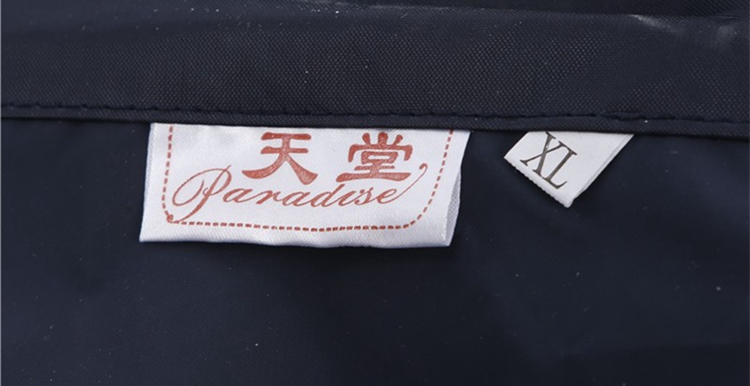 天堂
Paradise
XL